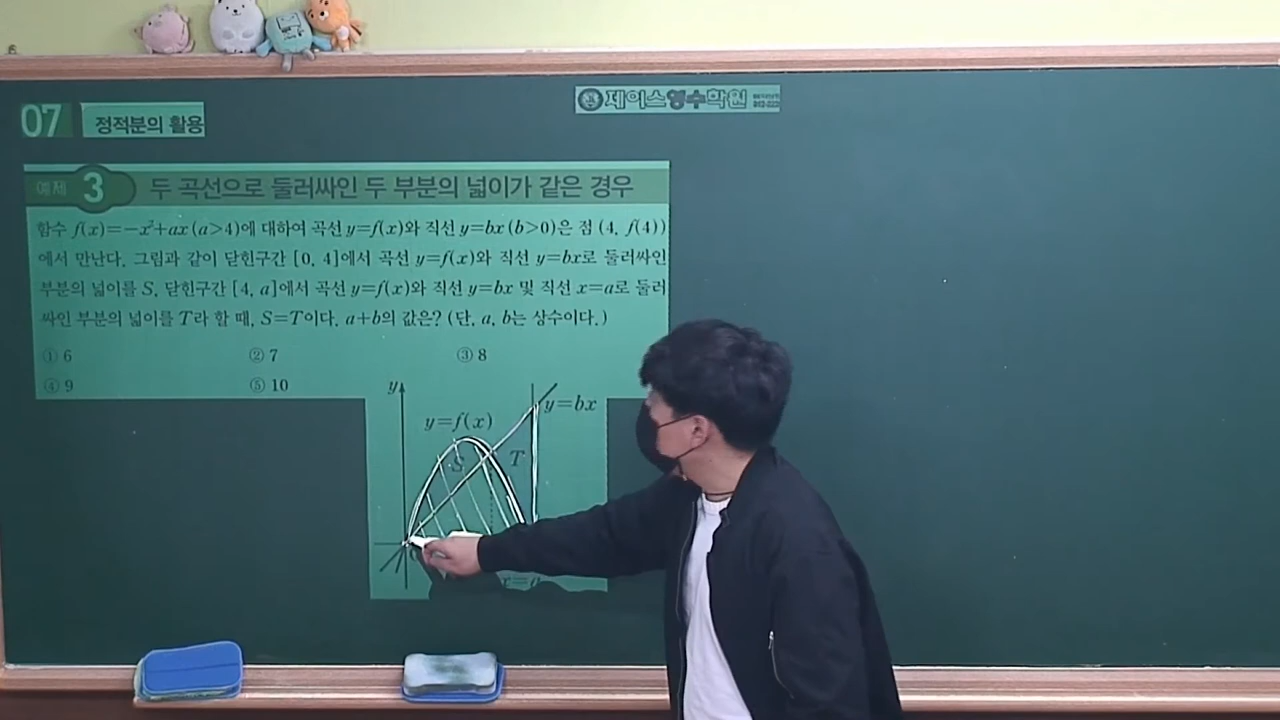 07 정적분의 활용
제이스영수학원
예제 3 두 곡선으로 둘러싸인 두 부분의 넓이가 같은 경우
함수 f(x)=-x²+ax(a>4)에 대하여 곡선 y=f(x)와 직선 y=bx(b>0)은 점 (4, f(4))
에서 만난다. 그림과 같이 닫힌구간 [0, 4]에서 곡선 y=f(x)와 직선 y=bx로 둘러싸인
부분의 넓이를 S, 닫힌구간 [4, a]에서 곡선 y=f(x)와 직선 y=bx 및 직선 x=a로 둘러
싸인 부분의 넓이를 T라 할 때, S=T이다. a+b의 값은? (단, a, b는 상수이다.)
① 6 ② 7 ③ 8
④ 9 ⑤ 10
y
y=bx
y=f(x)
S T
x=a